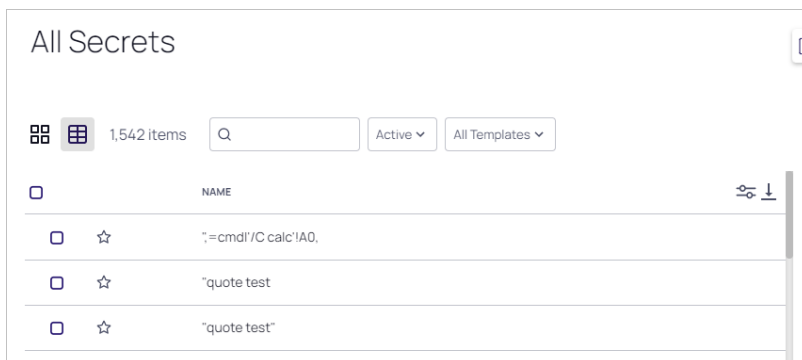 All Secrets
1,542 items
Active
All Templates
NAME
",=cmd|'/C calc'!A0,
"quote test
"quote test"